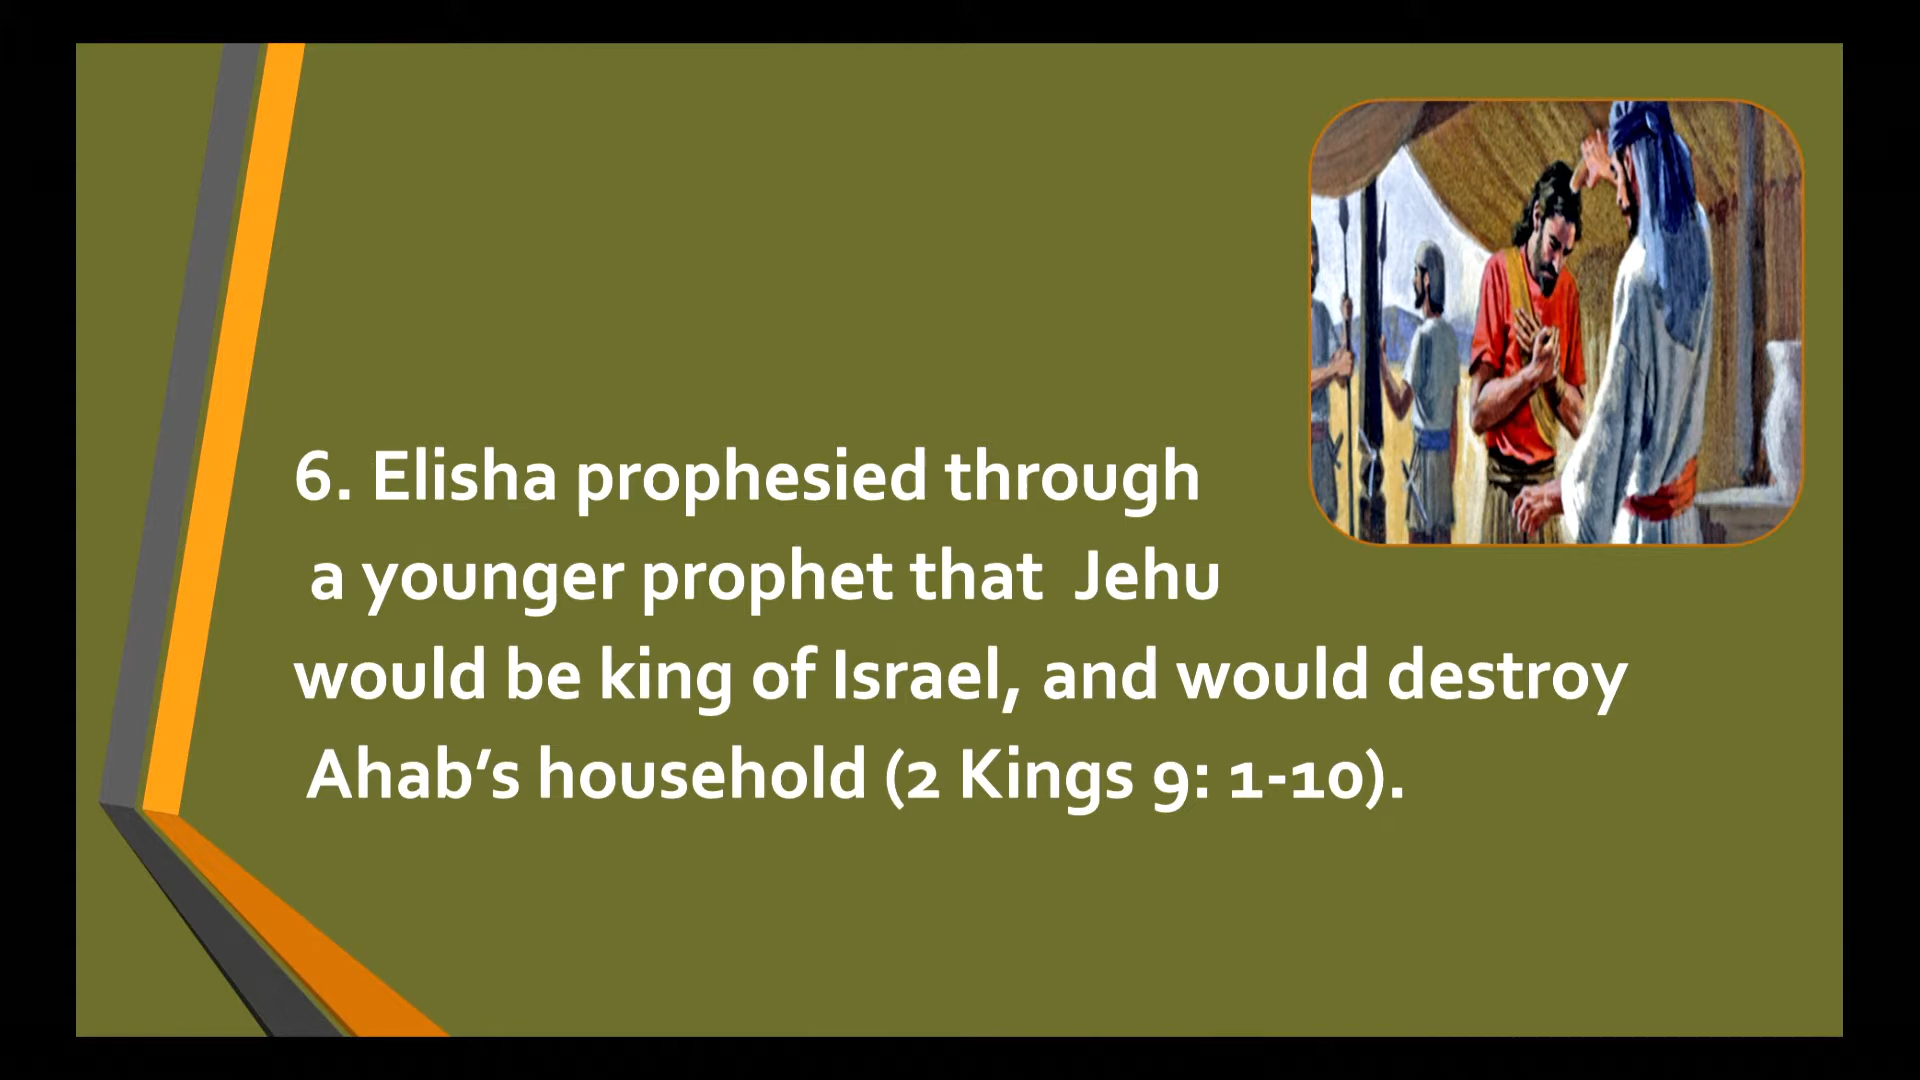 6. Elisha prophesied through
a younger prophet that Jehu
would be king of Israel, and would destroy
Ahab’s household (2 Kings 9: 1-10).